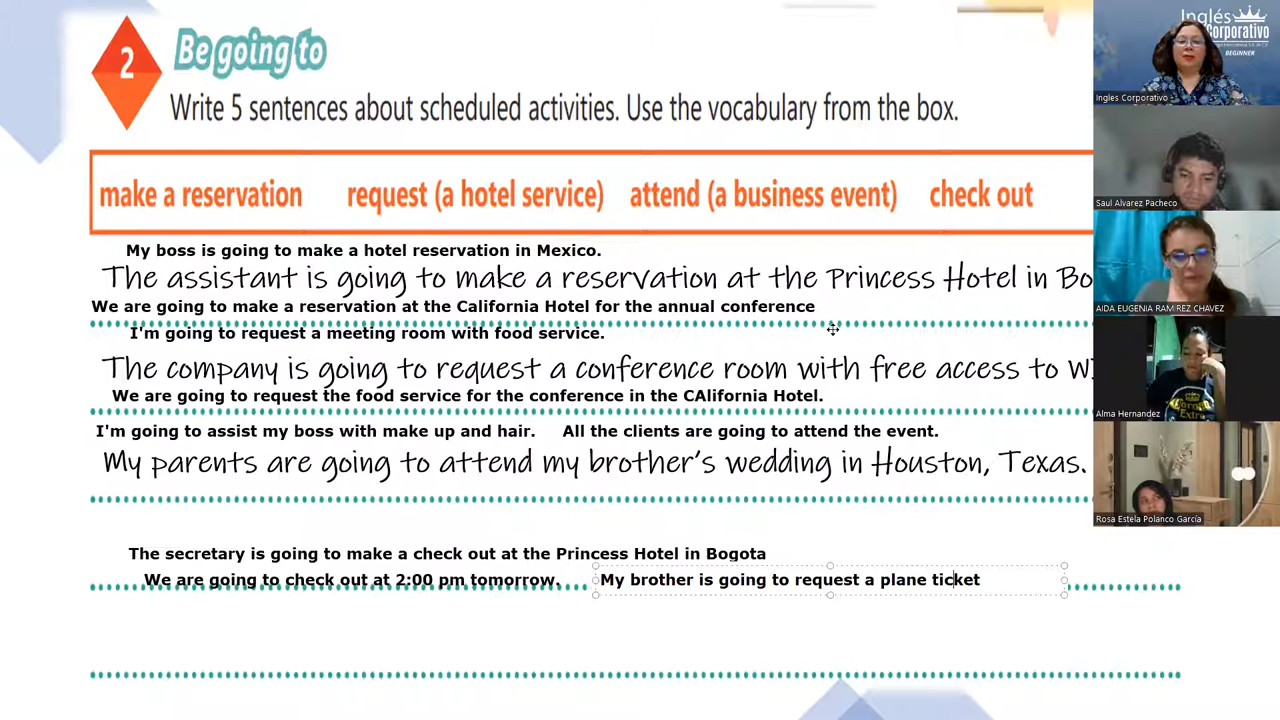 2
Be going to
Write 5 sentences about scheduled activities. Use the vocabulary from the box.
make a reservation request (a hotel service) attend (a business event) check out
My boss is going to make a hotel reservation in Mexico.
The assistant is going to make a reservation at the Princess Hotel in Bo
We are going to make a reservation at the California Hotel for the annual conference
I'm going to request a meeting room with food service.
The company is going to request a conference room with free access to
We are going to request the food service for the conference in the CAlifornia Hotel.
I'm going to assist my boss with make up and hair. All the clients are going to attend the event.
My parents are going to attend my brother's wedding in Houston, Texas.
The secretary is going to make a check out at the Princess Hotel in Bogota
We are going to check out at 2:00 pm tomorrow. My brother is going to request a plane ticket
Inglés
Corporativo
BEGINNER
Ingles Corporativo
Saul Alvarez Pacheco
AIDA EUGENIA RAMIREZ CHAVEZ
Alma Hernandez
Rosa Estela Polanco García